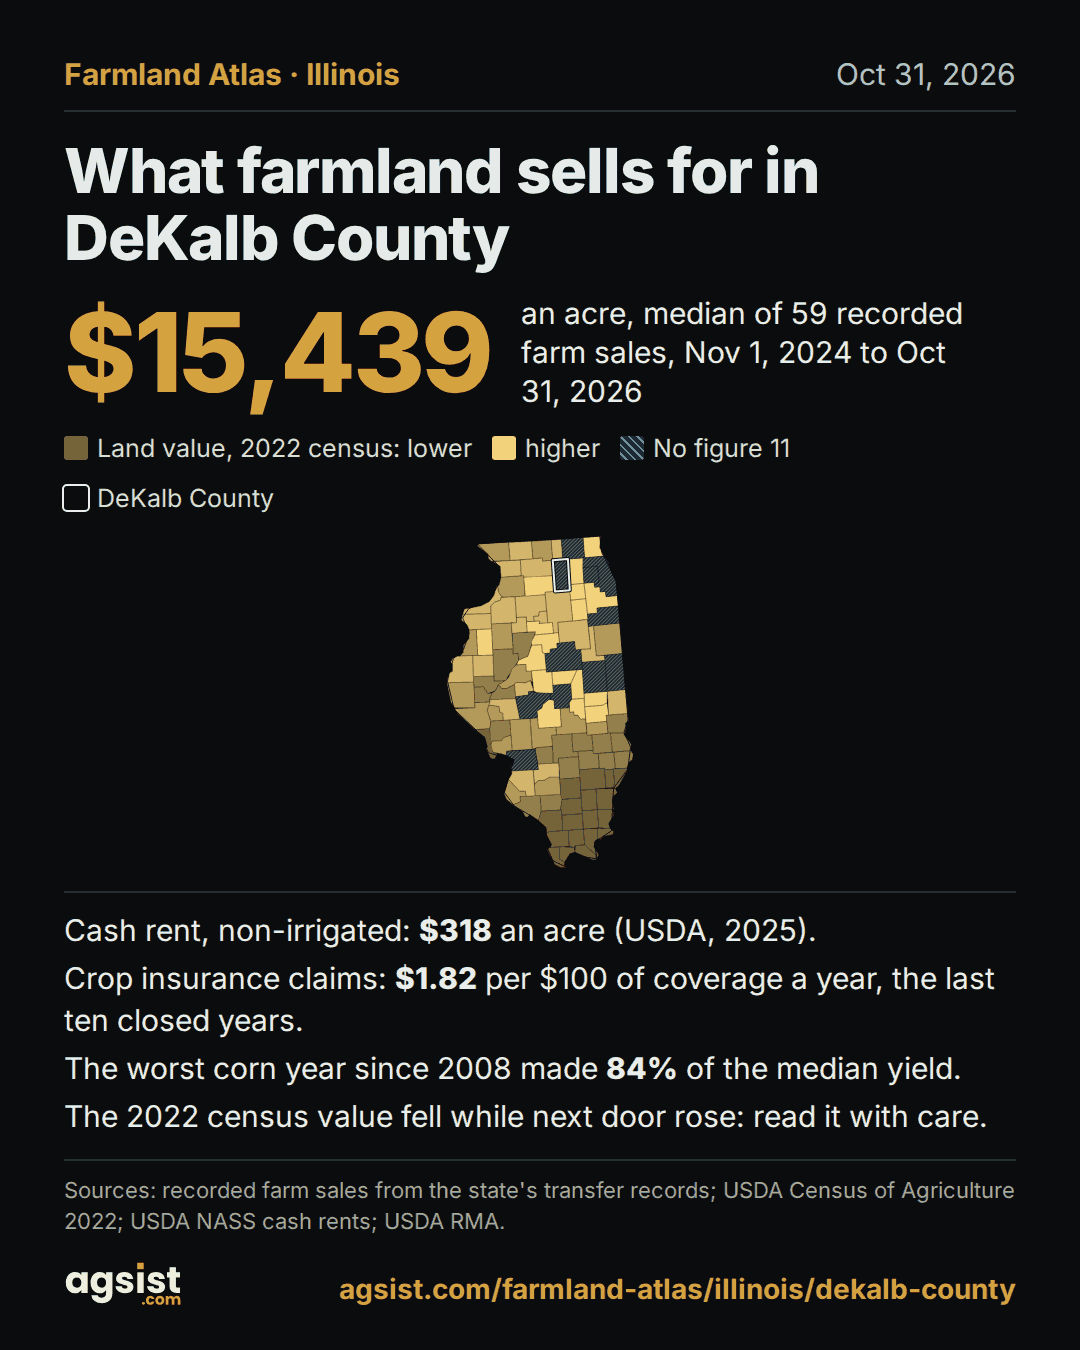 Farmland Atlas · Illinois
Oct 31, 2026
What farmland sells for in
DeKalb County
$15,439
an acre, median of 59 recorded
farm sales, Nov 1, 2024 to Oct
31, 2026
Land value, 2022 census: lower
higher
No figure 11
DeKalb County
Cash rent, non-irrigated: $318 an acre (USDA, 2025).
Crop insurance claims: $1.82 per $100 of coverage a year, the last
ten closed years.
The worst corn year since 2008 made 84% of the median yield.
The 2022 census value fell while next door rose: read it with care.
Sources: recorded farm sales from the state's transfer records; USDA Census of Agriculture
2022; USDA NASS cash rents; USDA RMA.
agsist
.com
agsist.com/farmland-atlas/illinois/dekalb-county